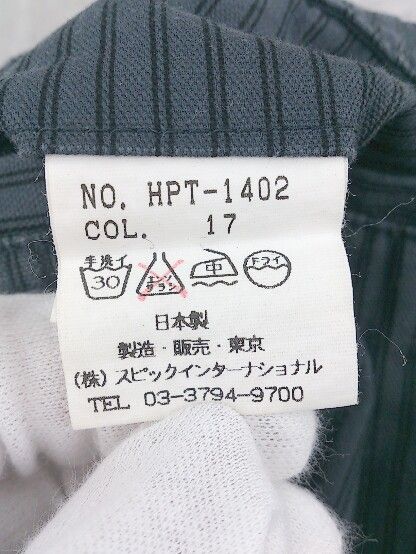 NO. HPT-1402
COL. 17
手洗イ 30 エンソ サラシ 中 ドライ
日本製
製造・販売・東京
(株)スピックインターナショナル
TEL 03-3794-9700